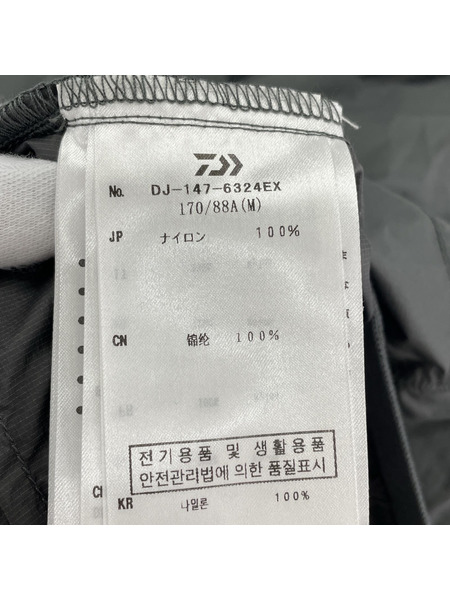 No. DJ-147-6324EX
170/88A(M)
JP ナイロン 100%
CN 锦纶 100%
전기용품 및 생활용품
안전관리법에 의한 품질표시
KR 나일론 100%